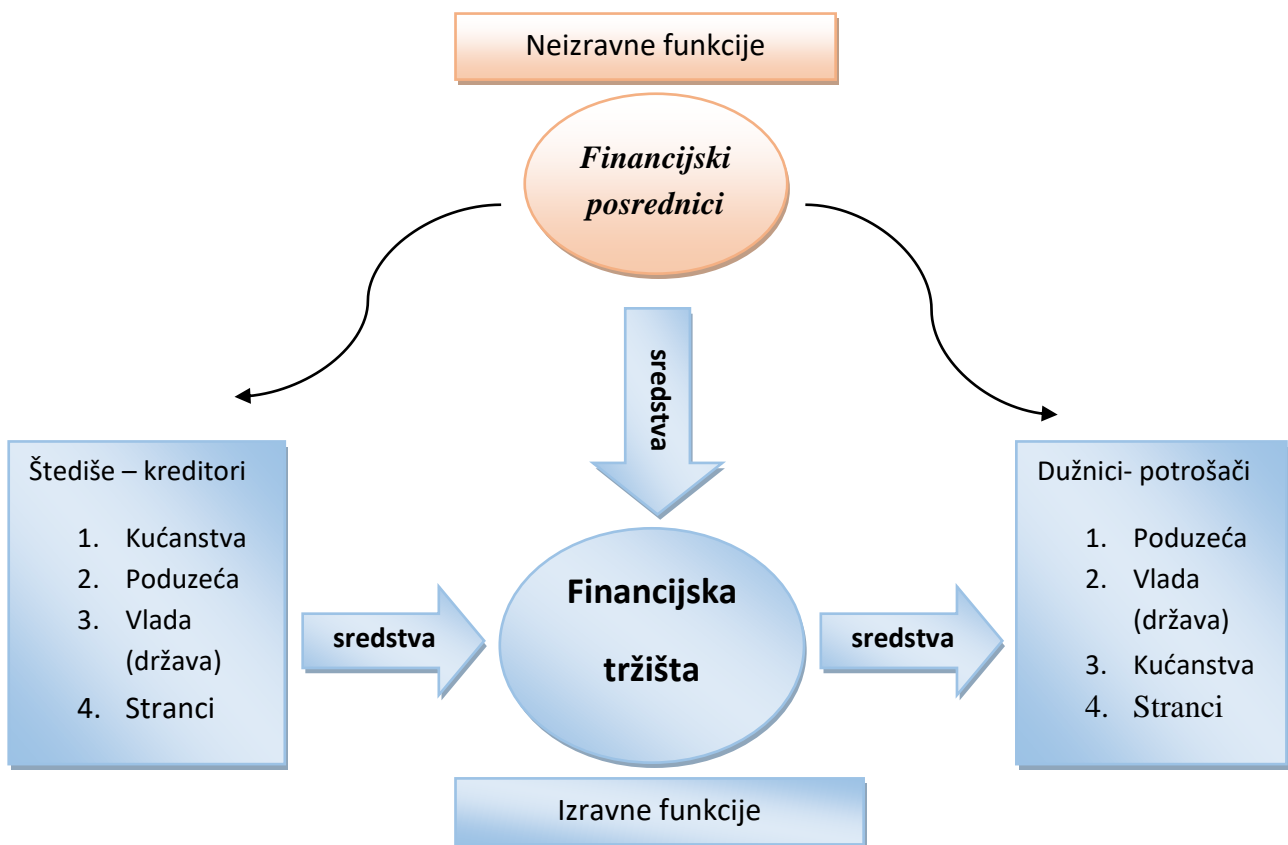 Neizravne funkcije
Financijski
posrednici
sredstva
Štediše – kreditori
1. Kućanstva
2. Poduzeća
3. Vlada
(država)
4. Stranci
sredstva
Financijska
tržišta
sredstva
Dužnici- potrošači
1. Poduzeća
2. Vlada
(država)
3. Kućanstva
4. Stranci
Izravne funkcije